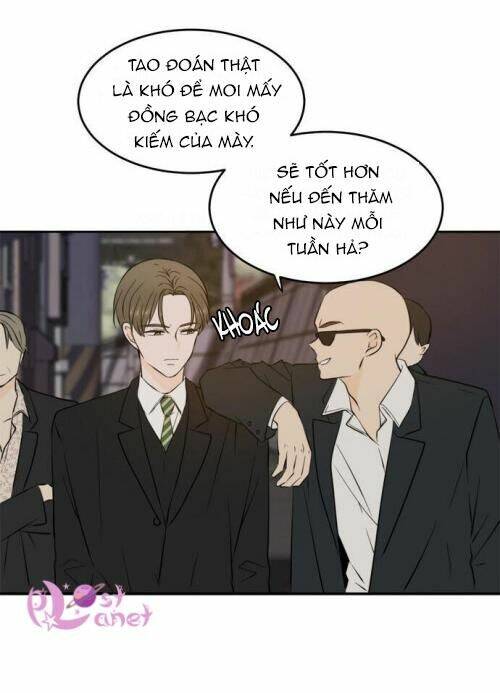 TAO ĐOÁN THẬT
LÀ KHÓ ĐỂ MOI MẤY
ĐỒNG BẠC KHÓ
KIẾM CỦA MÀY.
SẼ TỐT HƠN
NẾU ĐẾN THĂM
NHƯ NÀY MỖI
TUẦN HẢ?
KHOÁC
Lost
Planet